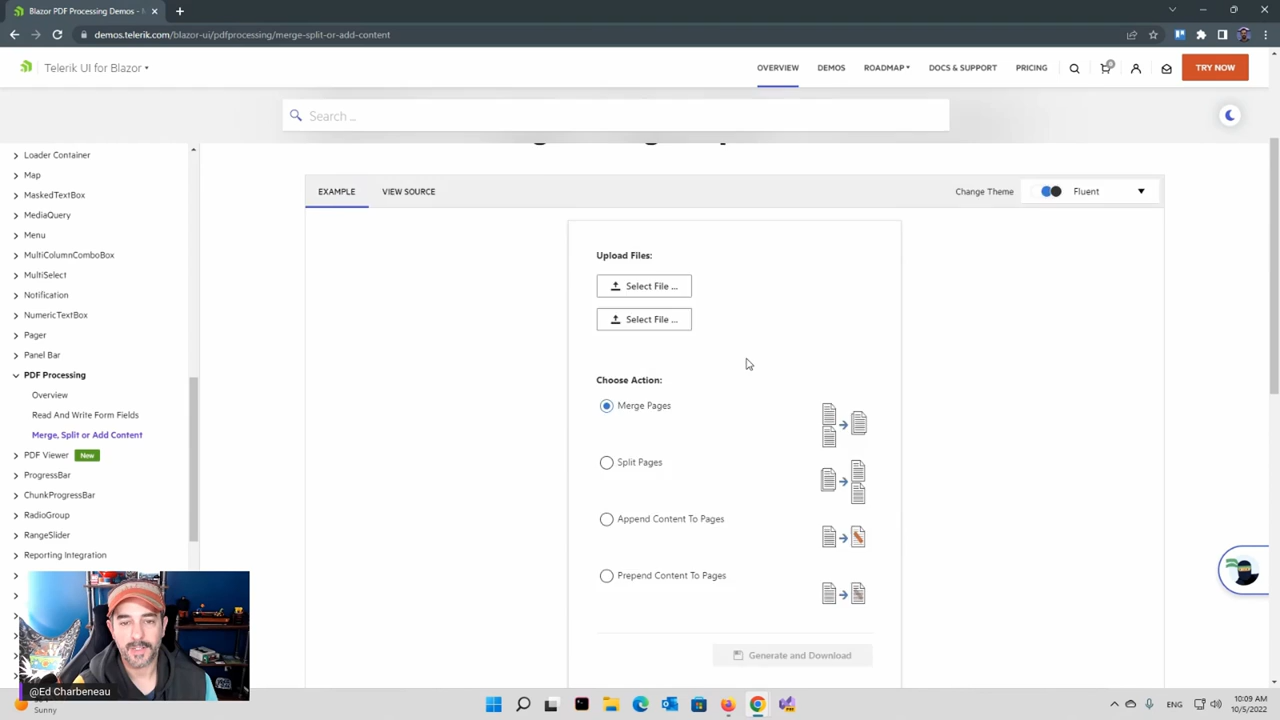 Blazor PDF Processing Demos - M
demos.telerik.com/blazor-ui/pdfprocessing/merge-split-or-add-content
Telerik UI for Blazor
OVERVIEW
DEMOS
ROADMAP
DOCS & SUPPORT
PRICING
0
TRY NOW
Search ...
Loader Container
Map
MaskedTextBox
MediaQuery
Menu
MultiColumnComboBox
MultiSelect
Notification
NumericTextBox
Pager
Panel Bar
PDF Processing
Overview
Read And Write Form Fields
Merge, Split or Add Content
PDF Viewer New
ProgressBar
ChunkProgressBar
RadioGroup
RangeSlider
Reporting Integration
EXAMPLE
VIEW SOURCE
Change Theme
Fluent
Upload Files:
Select File ...
Select File ...
Choose Action:
Merge Pages
Split Pages
Append Content To Pages
Prepend Content To Pages
Generate and Download
@Ed Charbeneau
Sunny
ENG
10:09 AM
10/5/2022